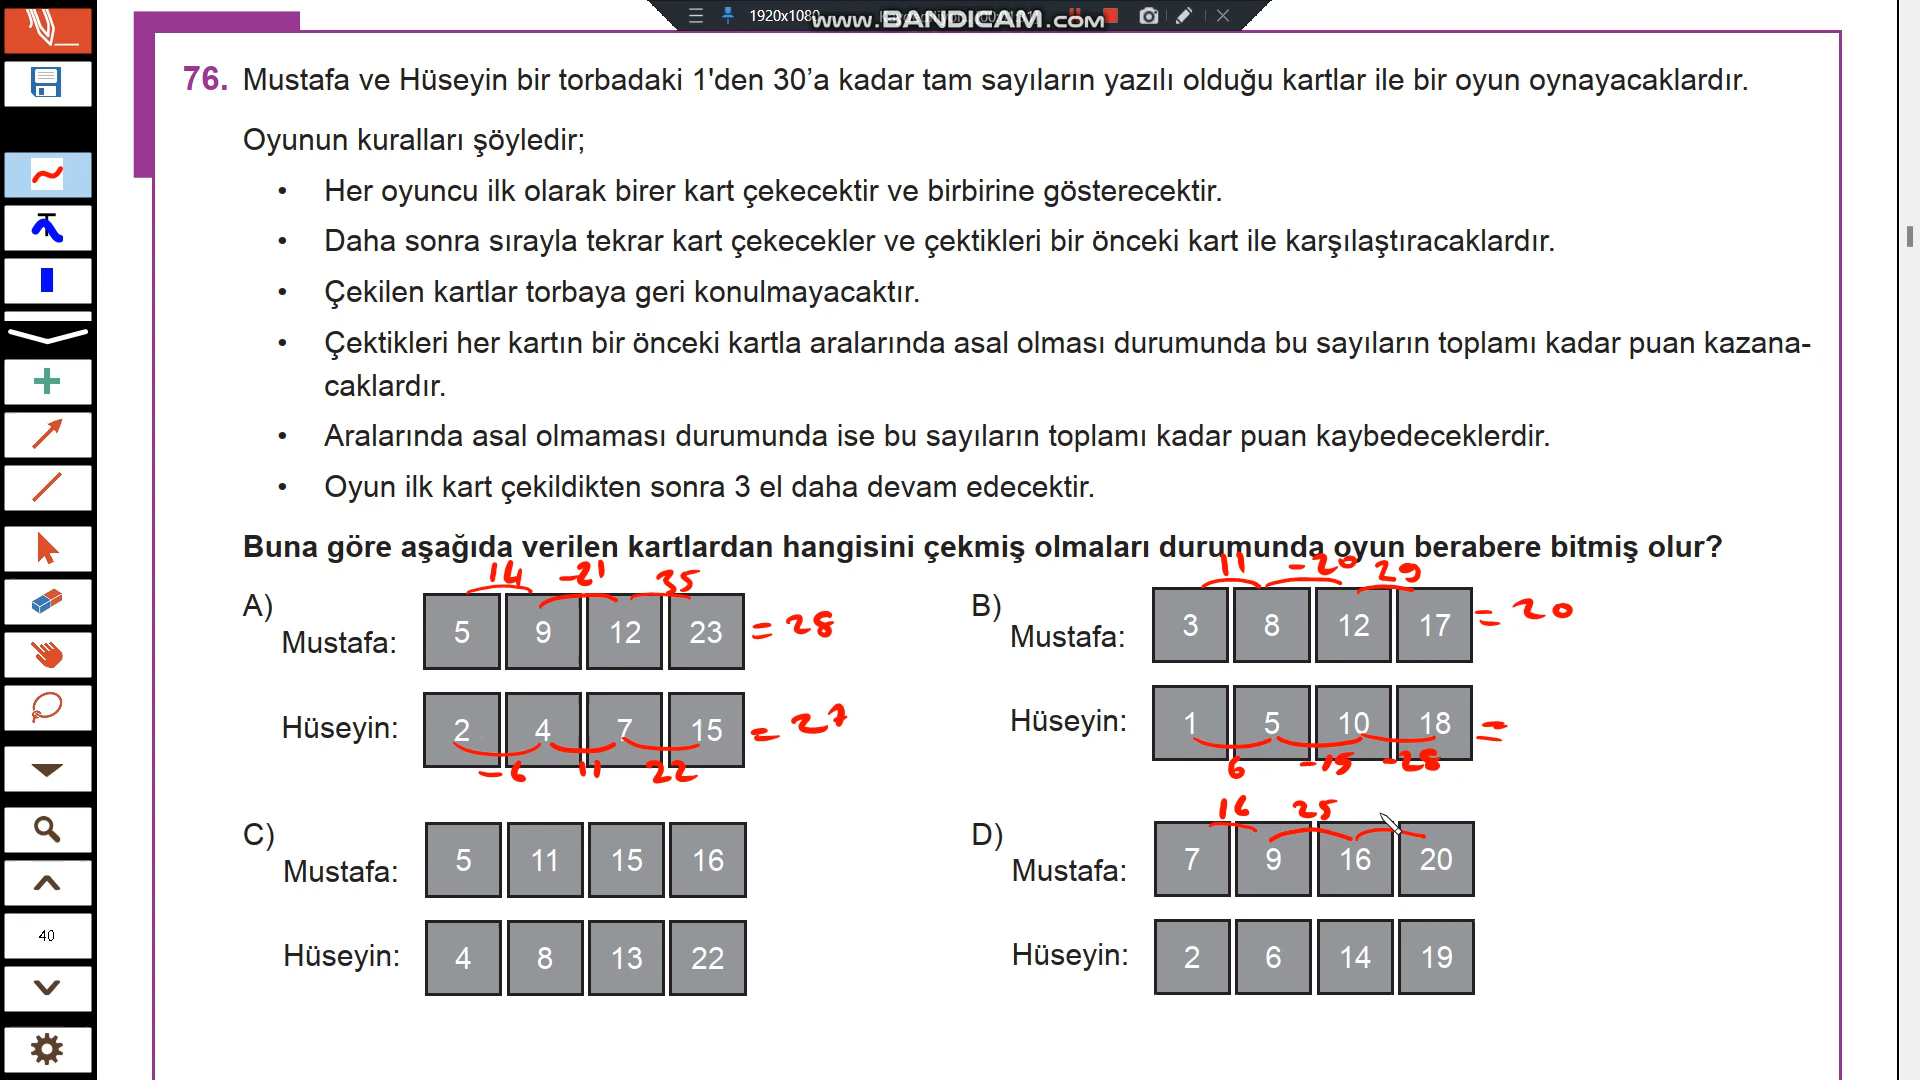 1920x1080
www.BANDICAM.com
76. Mustafa ve Hüseyin bir torbadaki 1'den 30’a kadar tam sayıların yazılı olduğu kartlar ile bir oyun oynayacaklardır.
Oyunun kuralları şöyledir;
• Her oyuncu ilk olarak birer kart çekecektir ve birbirine gösterecektir.
• Daha sonra sırayla tekrar kart çekecekler ve çektikleri bir önceki kart ile karşılaştıracaklardır.
• Çekilen kartlar torbaya geri konulmayacaktır.
• Çektikleri her kartın bir önceki kartla aralarında asal olması durumunda bu sayıların toplamı kadar puan kazana-
caklardır.
• Aralarında asal olmaması durumunda ise bu sayıların toplamı kadar puan kaybedeceklerdir.
• Oyun ilk kart çekildikten sonra 3 el daha devam edecektir.
Buna göre aşağıda verilen kartlardan hangisini çekmiş olmaları durumunda oyun berabere bitmiş olur?
A)
14 -21 35
Mustafa: 5 9 12 23 = 28
Hüseyin: 2 4 7 15 = 27
-6 11 22
B)
11 -20 29
Mustafa: 3 8 12 17 = 20
Hüseyin: 1 5 10 18 =
6 -15 -28
C)
Mustafa: 5 11 15 16
Hüseyin: 4 8 13 22
D)
16 25
Mustafa: 7 9 16 20
Hüseyin: 2 6 14 19
40